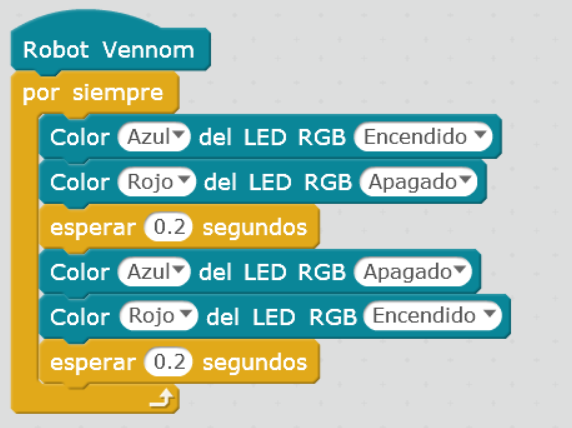 Robot Vennom
por siempre
Color Azul del LED RGB Encendido
Color Rojo del LED RGB Apagado
esperar 0.2 segundos
Color Azul del LED RGB Apagado
Color Rojo del LED RGB Encendido
esperar 0.2 segundos